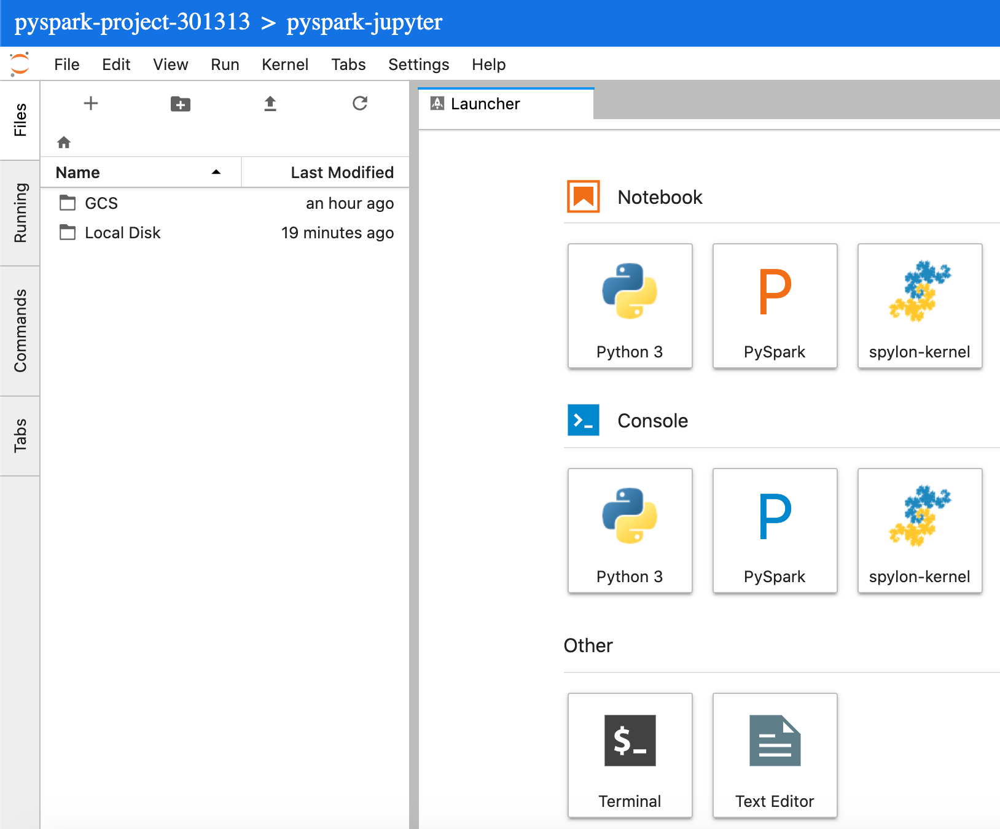 pyspark-project-301313 > pyspark-jupyter
File Edit View Run Kernel Tabs Settings Help
Files
Running
Commands
Tabs
Name Last Modified
GCS an hour ago
Local Disk 19 minutes ago
Launcher
Notebook
P
Python 3 PySpark spylon-kernel
>_ Console
P
Python 3 PySpark spylon-kernel
Other
$_
Terminal Text Editor